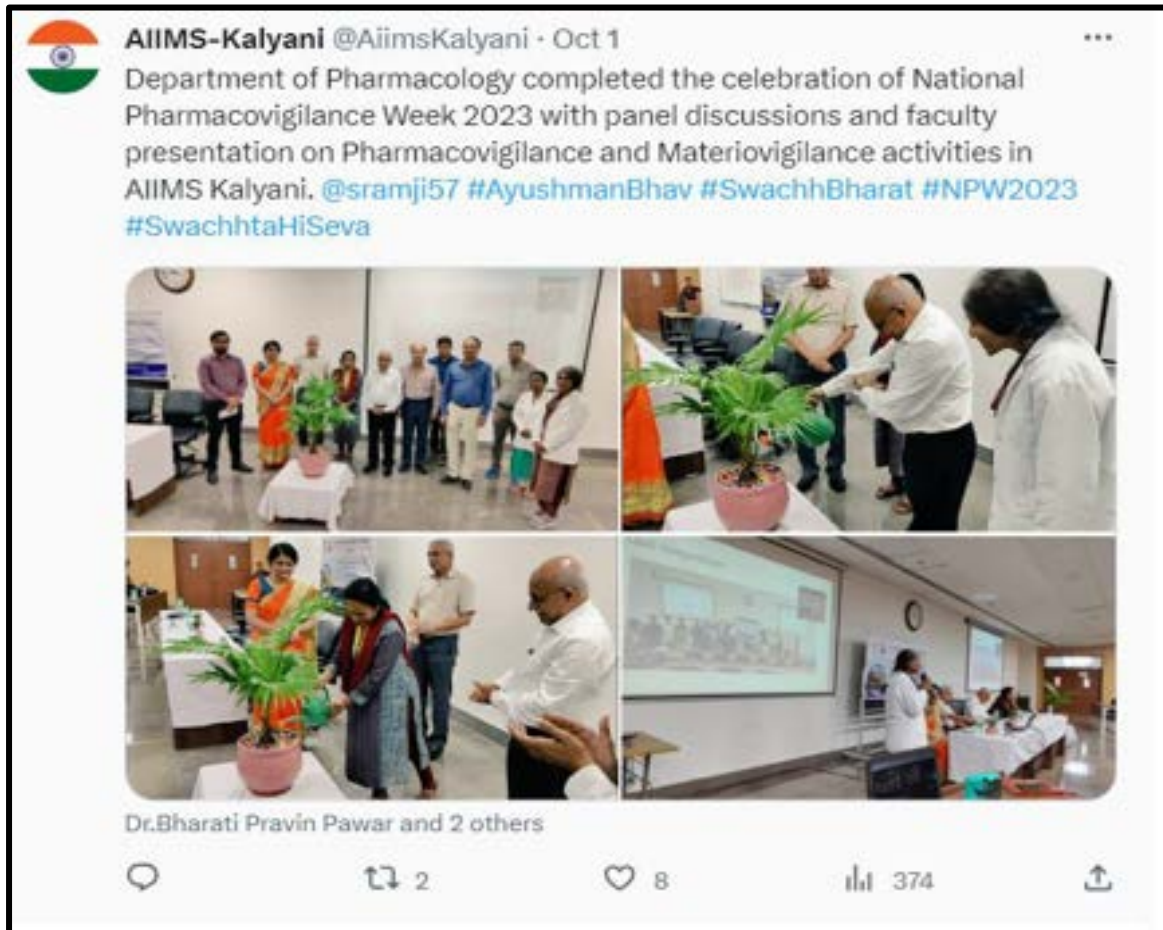 AIIMS-Kalyani @AiimsKalyani · Oct 1
Department of Pharmacology completed the celebration of National
Pharmacovigilance Week 2023 with panel discussions and faculty
presentation on Pharmacovigilance and Materiovigilance activities in
AIIMS Kalyani. @sramji57 #AyushmanBhav #SwachhBharat #NPW2023
#SwachhtaHiSeva
Dr.Bharati Pravin Pawar and 2 others
2
8
374